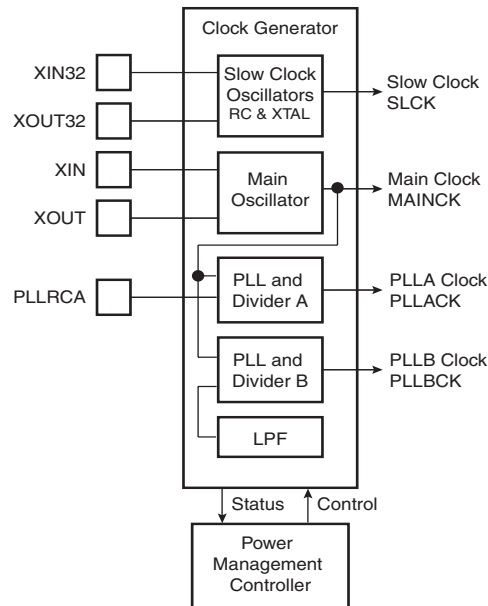 Clock Generator
XIN32
Slow Clock
Oscillators
RC & XTAL
Slow Clock
SLCK
XOUT32
XIN
Main
Oscillator
Main Clock
MAINCK
XOUT
PLLRCA
PLL and
Divider A
PLLA Clock
PLLACK
PLL and
Divider B
PLLB Clock
PLLBCK
LPF
Status
Control
Power
Management
Controller